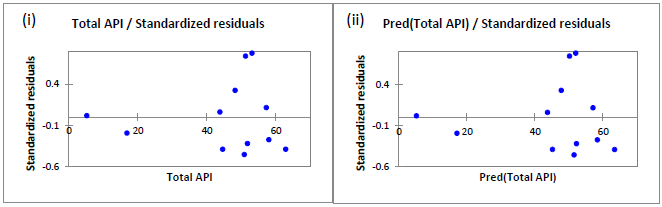 (i) Total API / Standardized residuals
Standardized residuals
0.4
-0.1
-0.6
0 20 40 60
Total API
(ii) Pred(Total API) / Standardized residuals
Standardized residuals
0.4
-0.1
-0.6
0 20 40 60
Pred(Total API)